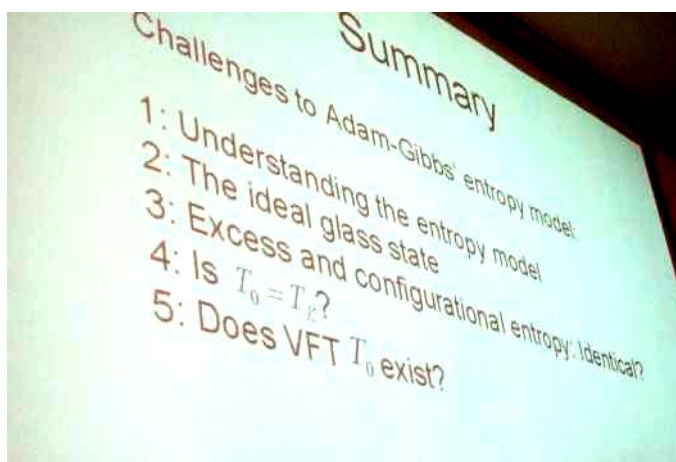 Summary
Challenges to Adam-Gibbs' entropy model:
1: Understanding the entropy model
2: The ideal glass state
3: Excess and configurational entropy: Identical?
4: Is T₀=Tₖ?
5: Does VFT T₀ exist?